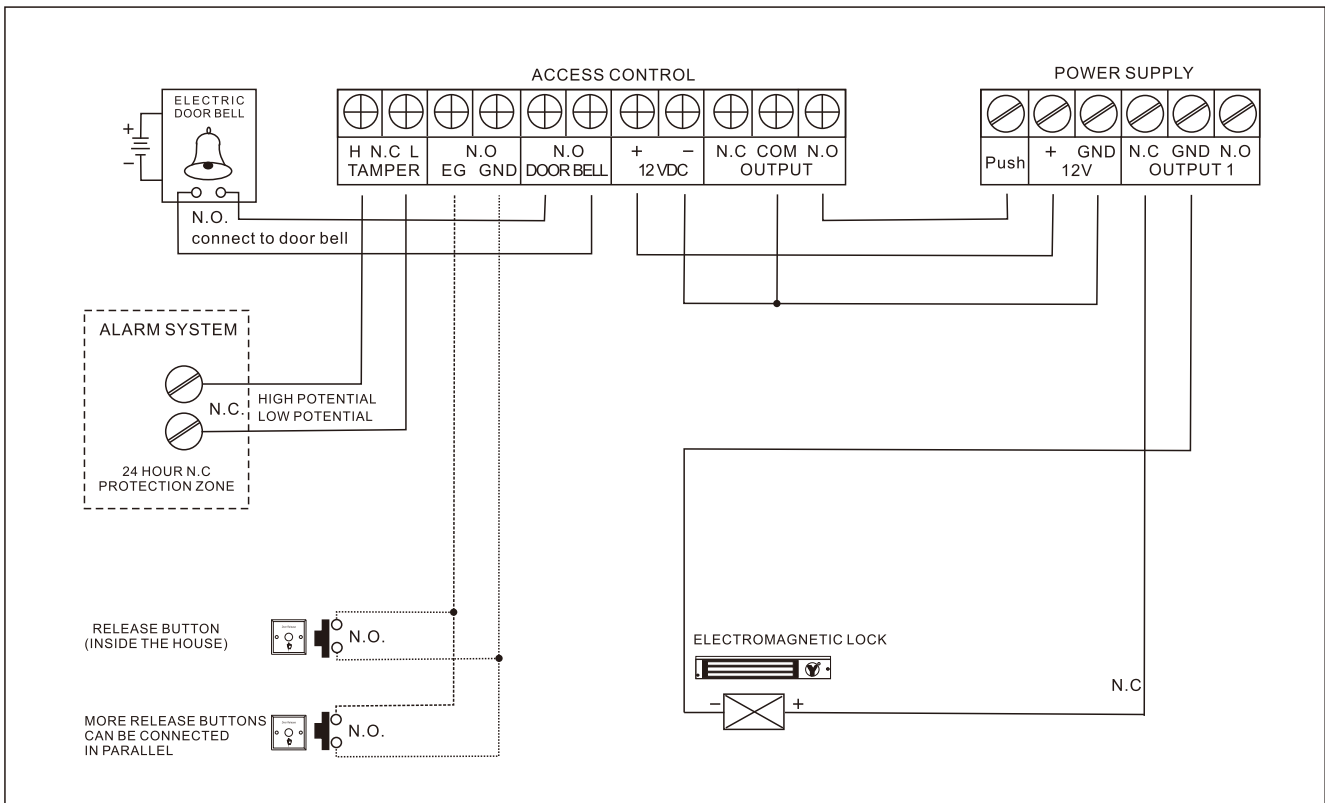 ACCESS CONTROL
POWER SUPPLY
ELECTRIC
DOOR BELL
+
−
H N.C L
TAMPER
N.O
EG GND
N.O
DOOR BELL
+ −
12 VDC
N.C COM N.O
OUTPUT
Push
+ GND
12V
N.C GND N.O
OUTPUT 1
N.O.
connect to door bell
ALARM SYSTEM
N.C.
HIGH POTENTIAL
LOW POTENTIAL
24 HOUR N.C
PROTECTION ZONE
RELEASE BUTTON
(INSIDE THE HOUSE)
N.O.
MORE RELEASE BUTTONS
CAN BE CONNECTED
IN PARALLEL
N.O.
ELECTROMAGNETIC LOCK
− +
N.C